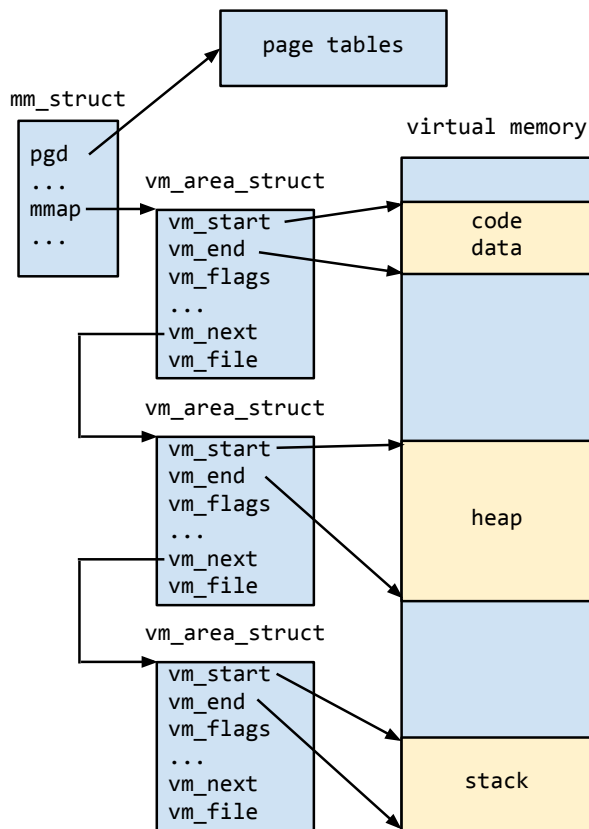 page tables
mm_struct
pgd
...
mmap
...
virtual memory
vm_area_struct
vm_start
vm_end
vm_flags
...
vm_next
vm_file
code
data
vm_area_struct
vm_start
vm_end
vm_flags
...
vm_next
vm_file
heap
vm_area_struct
vm_start
vm_end
vm_flags
...
vm_next
vm_file
stack